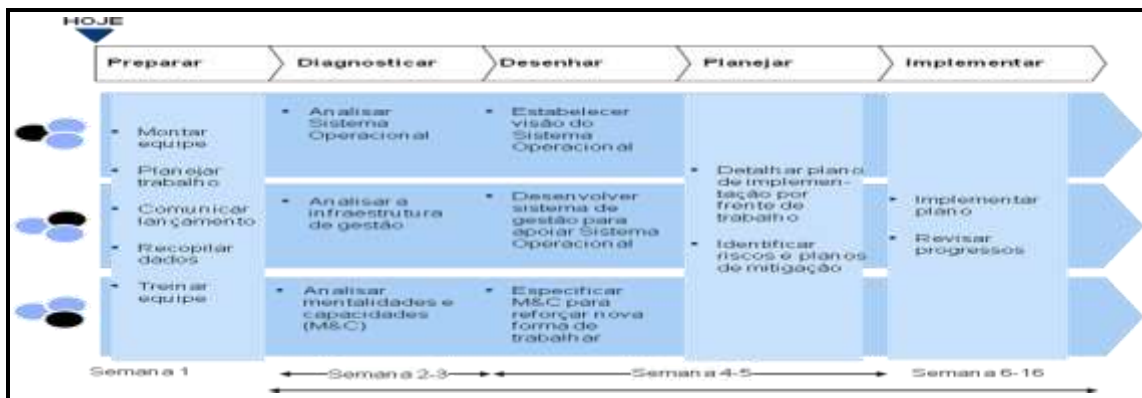 HOJE
Preparar
Diagnosticar
Desenhar
Planejar
Implementar
• Montar
equipe
• Planejar
trabalho
• Comunicar
lançamento
• Recopilar
dados
• Treinar
equipe
• Analisar
Sistema
Operacional
• Analisar a
infraestrutura
de gestão
• Analisar
mentalidades e
capacidades
(M&C)
• Estabelecer
visão do
Sistema
Operacional
• Desenvolver
sistema de
gestão para
apoiar Sistema
Operacional
• Especificar
M&C para
reforçar nova
forma de
trabalhar
• Detalhar plano
de implemen-
tação por
frente de
trabalho
• Identificar
riscos e planos
de mitigação
• Implementar
plano
• Revisar
progressos
Semana 1
Semana 2-3
Semana 4-5
Semana 6-16